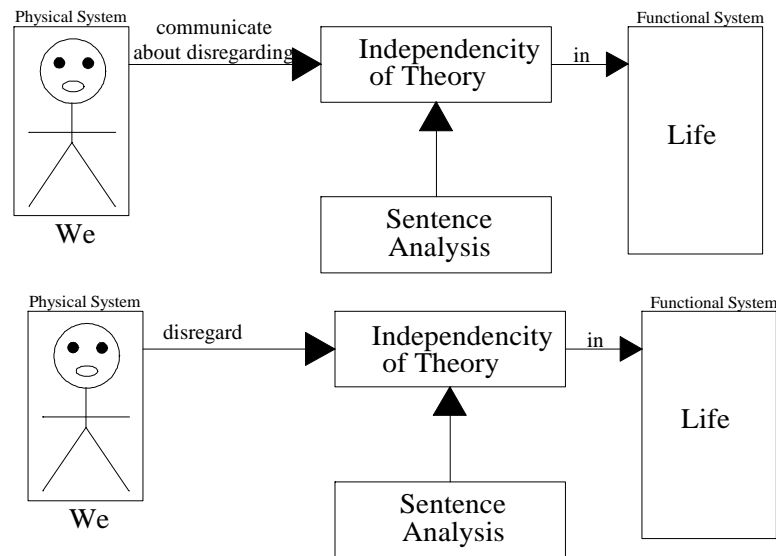 Physical System
communicate
about disregarding
Independencity
of Theory
in
Functional System
Life
We
Sentence
Analysis
Physical System
disregard
Independencity
of Theory
in
Functional System
Life
We
Sentence
Analysis